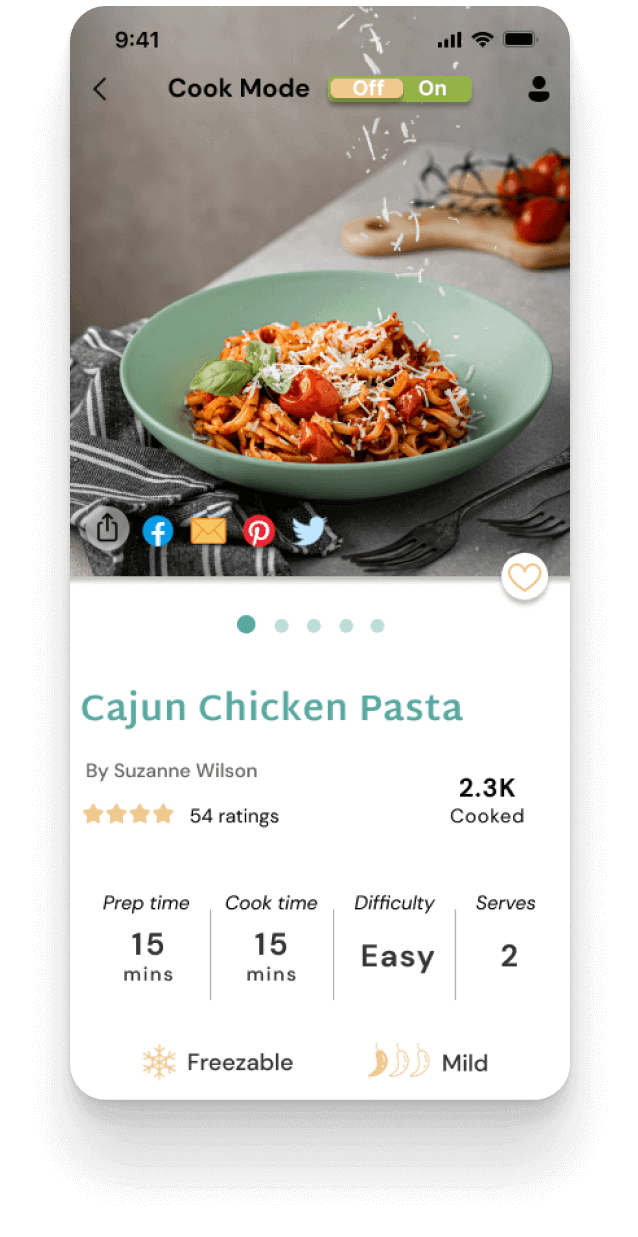 9:41
Cook Mode Off On
Cajun Chicken Pasta
By Suzanne Wilson
54 ratings
2.3K
Cooked
Prep time Cook time Difficulty Serves
15 15 Easy 2
mins mins
Freezable Mild